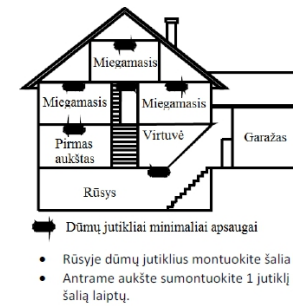 Miegamasis
Miegamasis
Miegamasis
Pirmas
aukštas
Virtuvė
Garažas
Rūsys
Dūmų jutikliai minimaliai apsaugai
• Rūsyje dūmų jutiklius montuokite šalia
• Antrame aukšte sumontuokite 1 jutiklį
šalią laiptų.